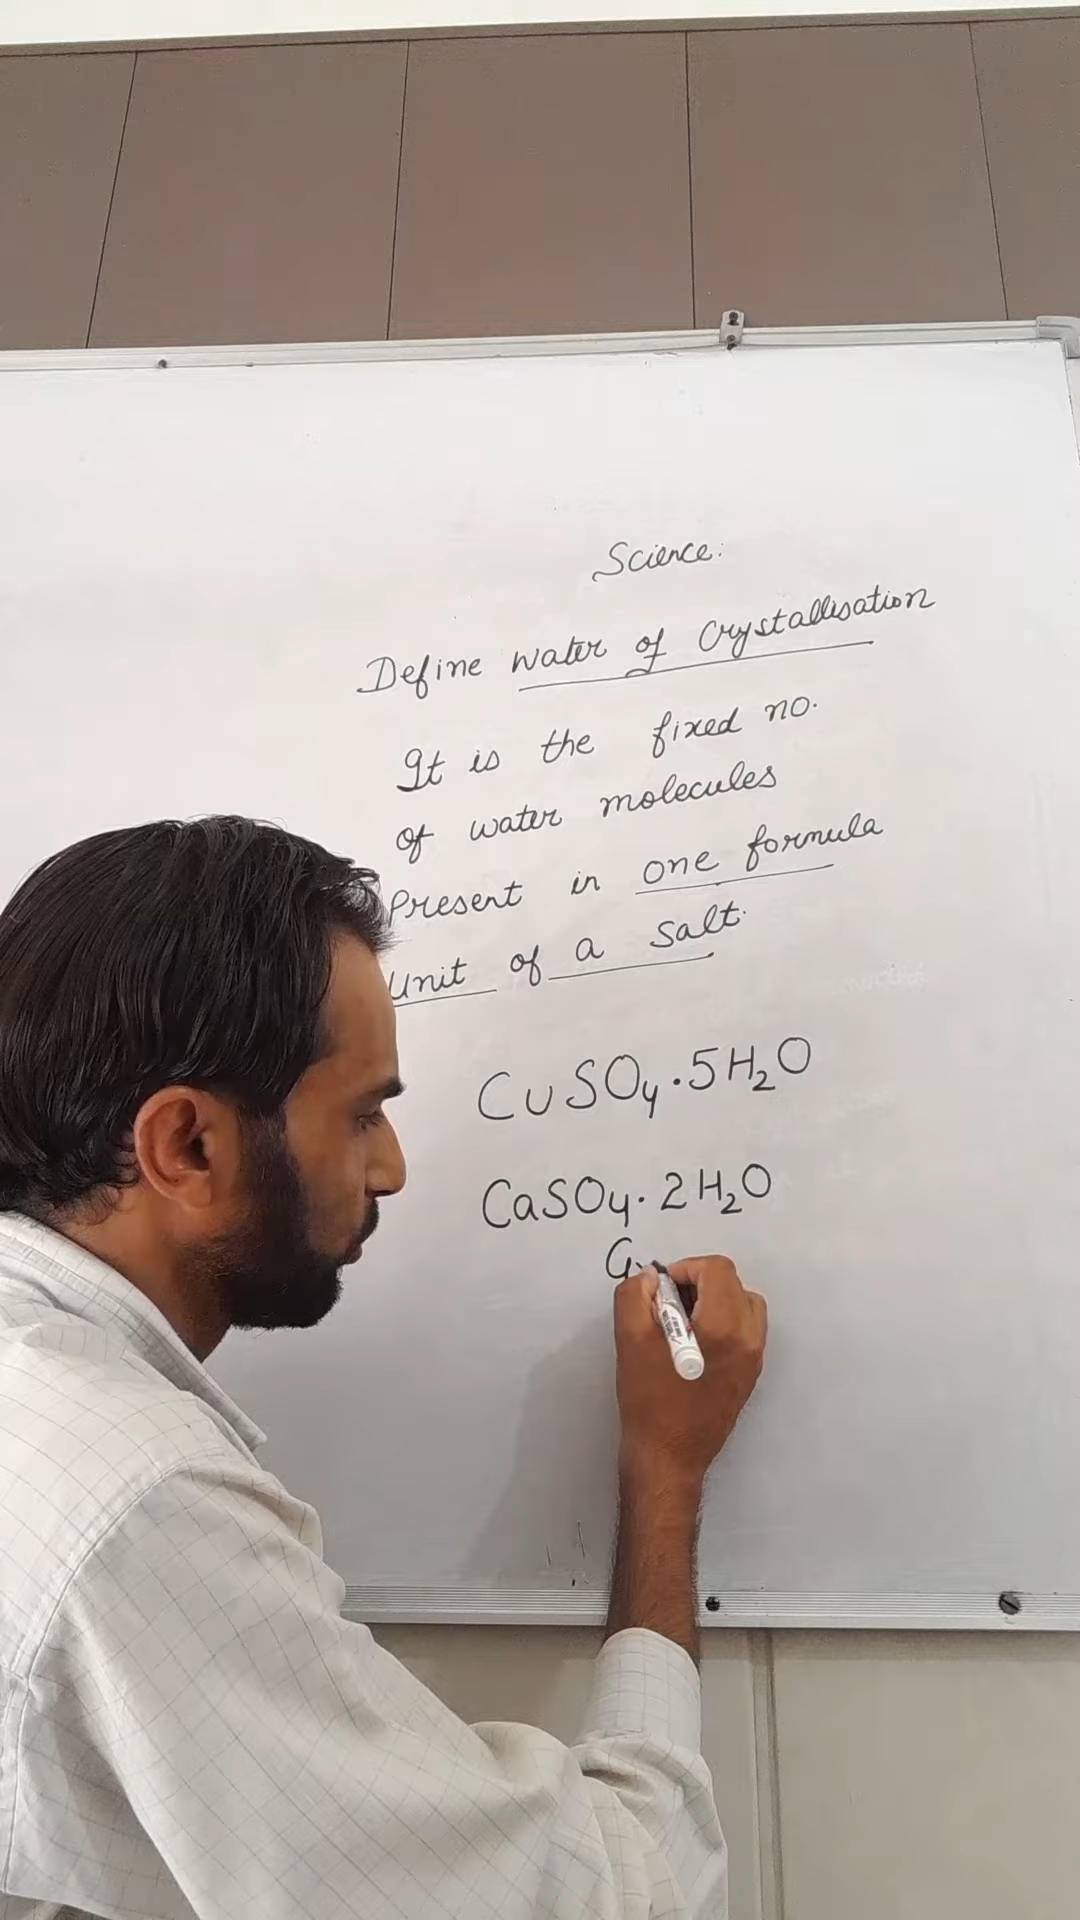 Science:
Define Water of Crystallisation
It is the fixed no.
of water molecules
Present in one formula
Unit of a salt.
CuSO₄·5H₂O
CaSO₄·2H₂O
G